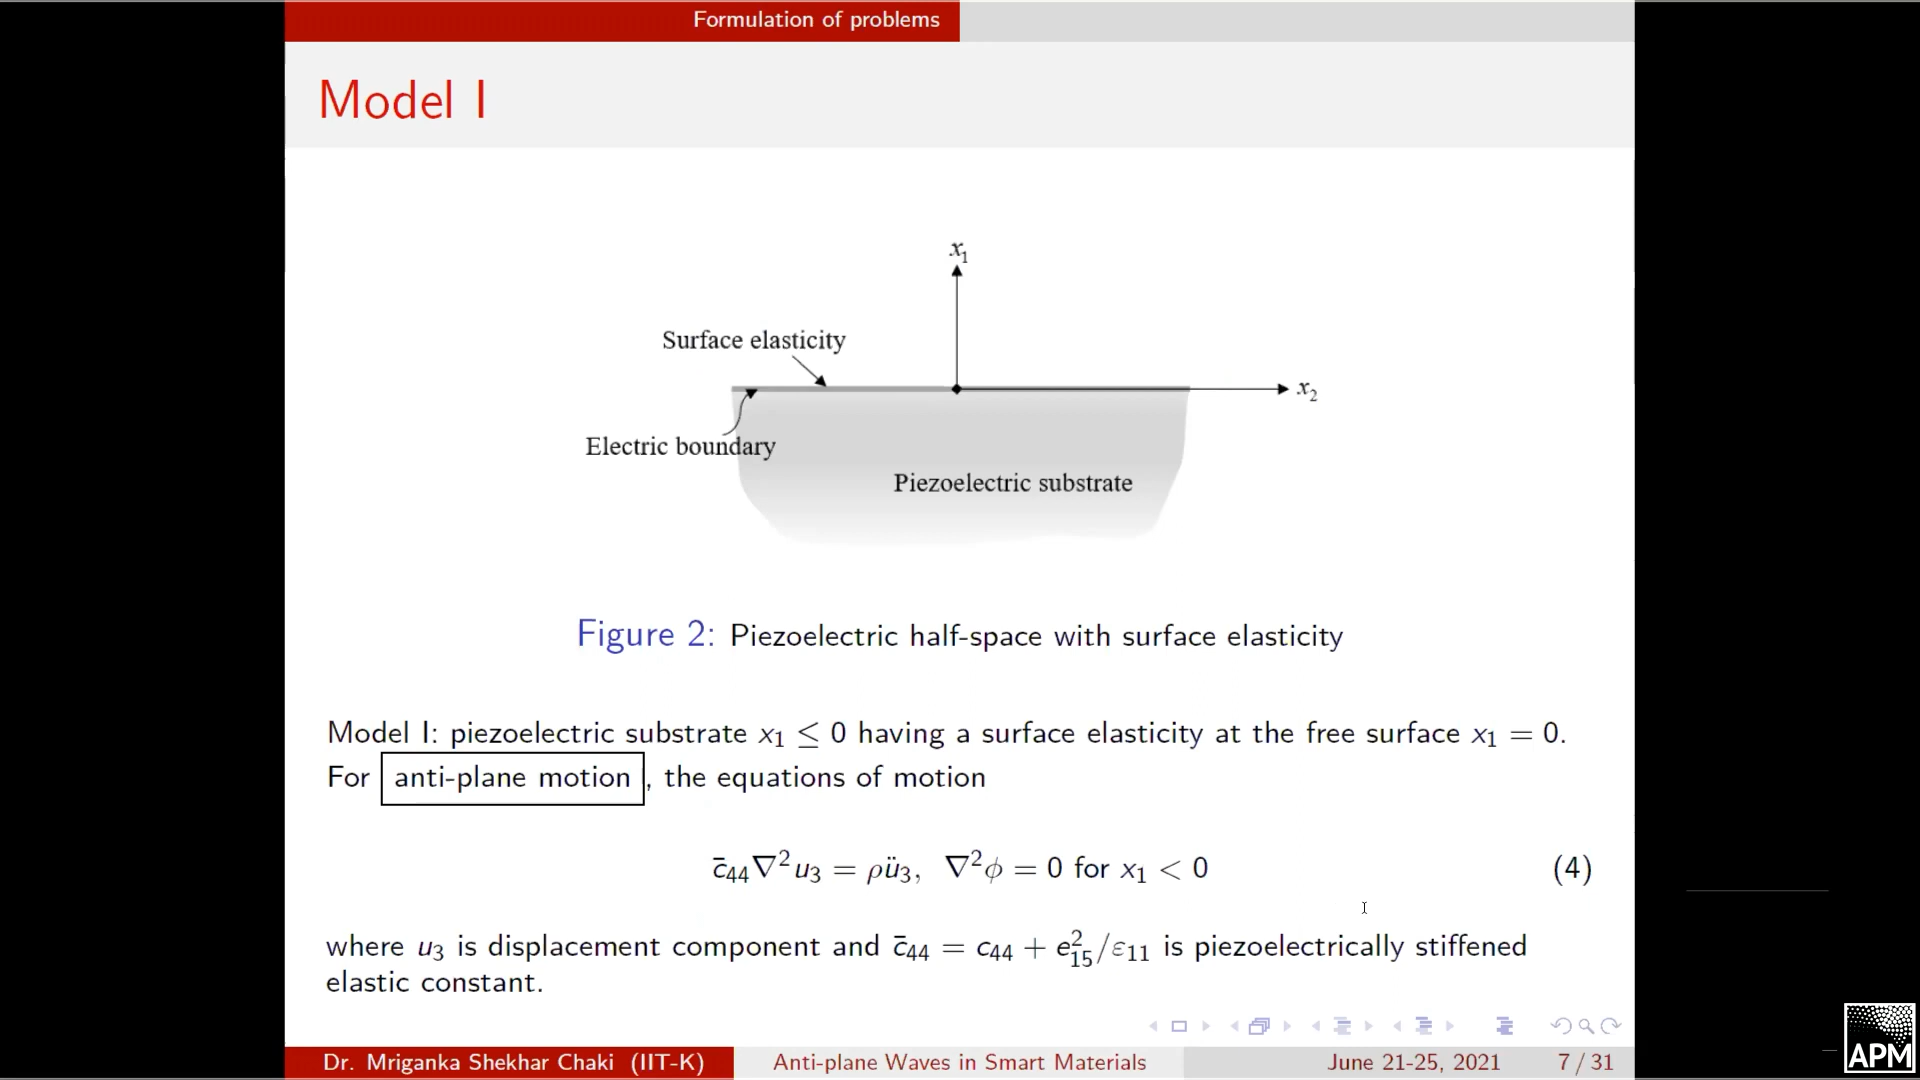 Formulation of problems
Model I
x₁
Surface elasticity
x₂
Electric boundary
Piezoelectric substrate
Figure 2: Piezoelectric half-space with surface elasticity
Model I: piezoelectric substrate x₁ ≤ 0 having a surface elasticity at the free surface x₁ = 0.
For anti-plane motion, the equations of motion
c̄₄₄∇²u₃ = ρü₃, ∇²ϕ = 0 for x₁ < 0 (4)
where u₃ is displacement component and c̄₄₄ = c₄₄ + e²₁₅/ε₁₁ is piezoelectrically stiffened
elastic constant.
Dr. Mriganka Shekhar Chaki (IIT-K) Anti-plane Waves in Smart Materials June 21-25, 2021 7 / 31
APM